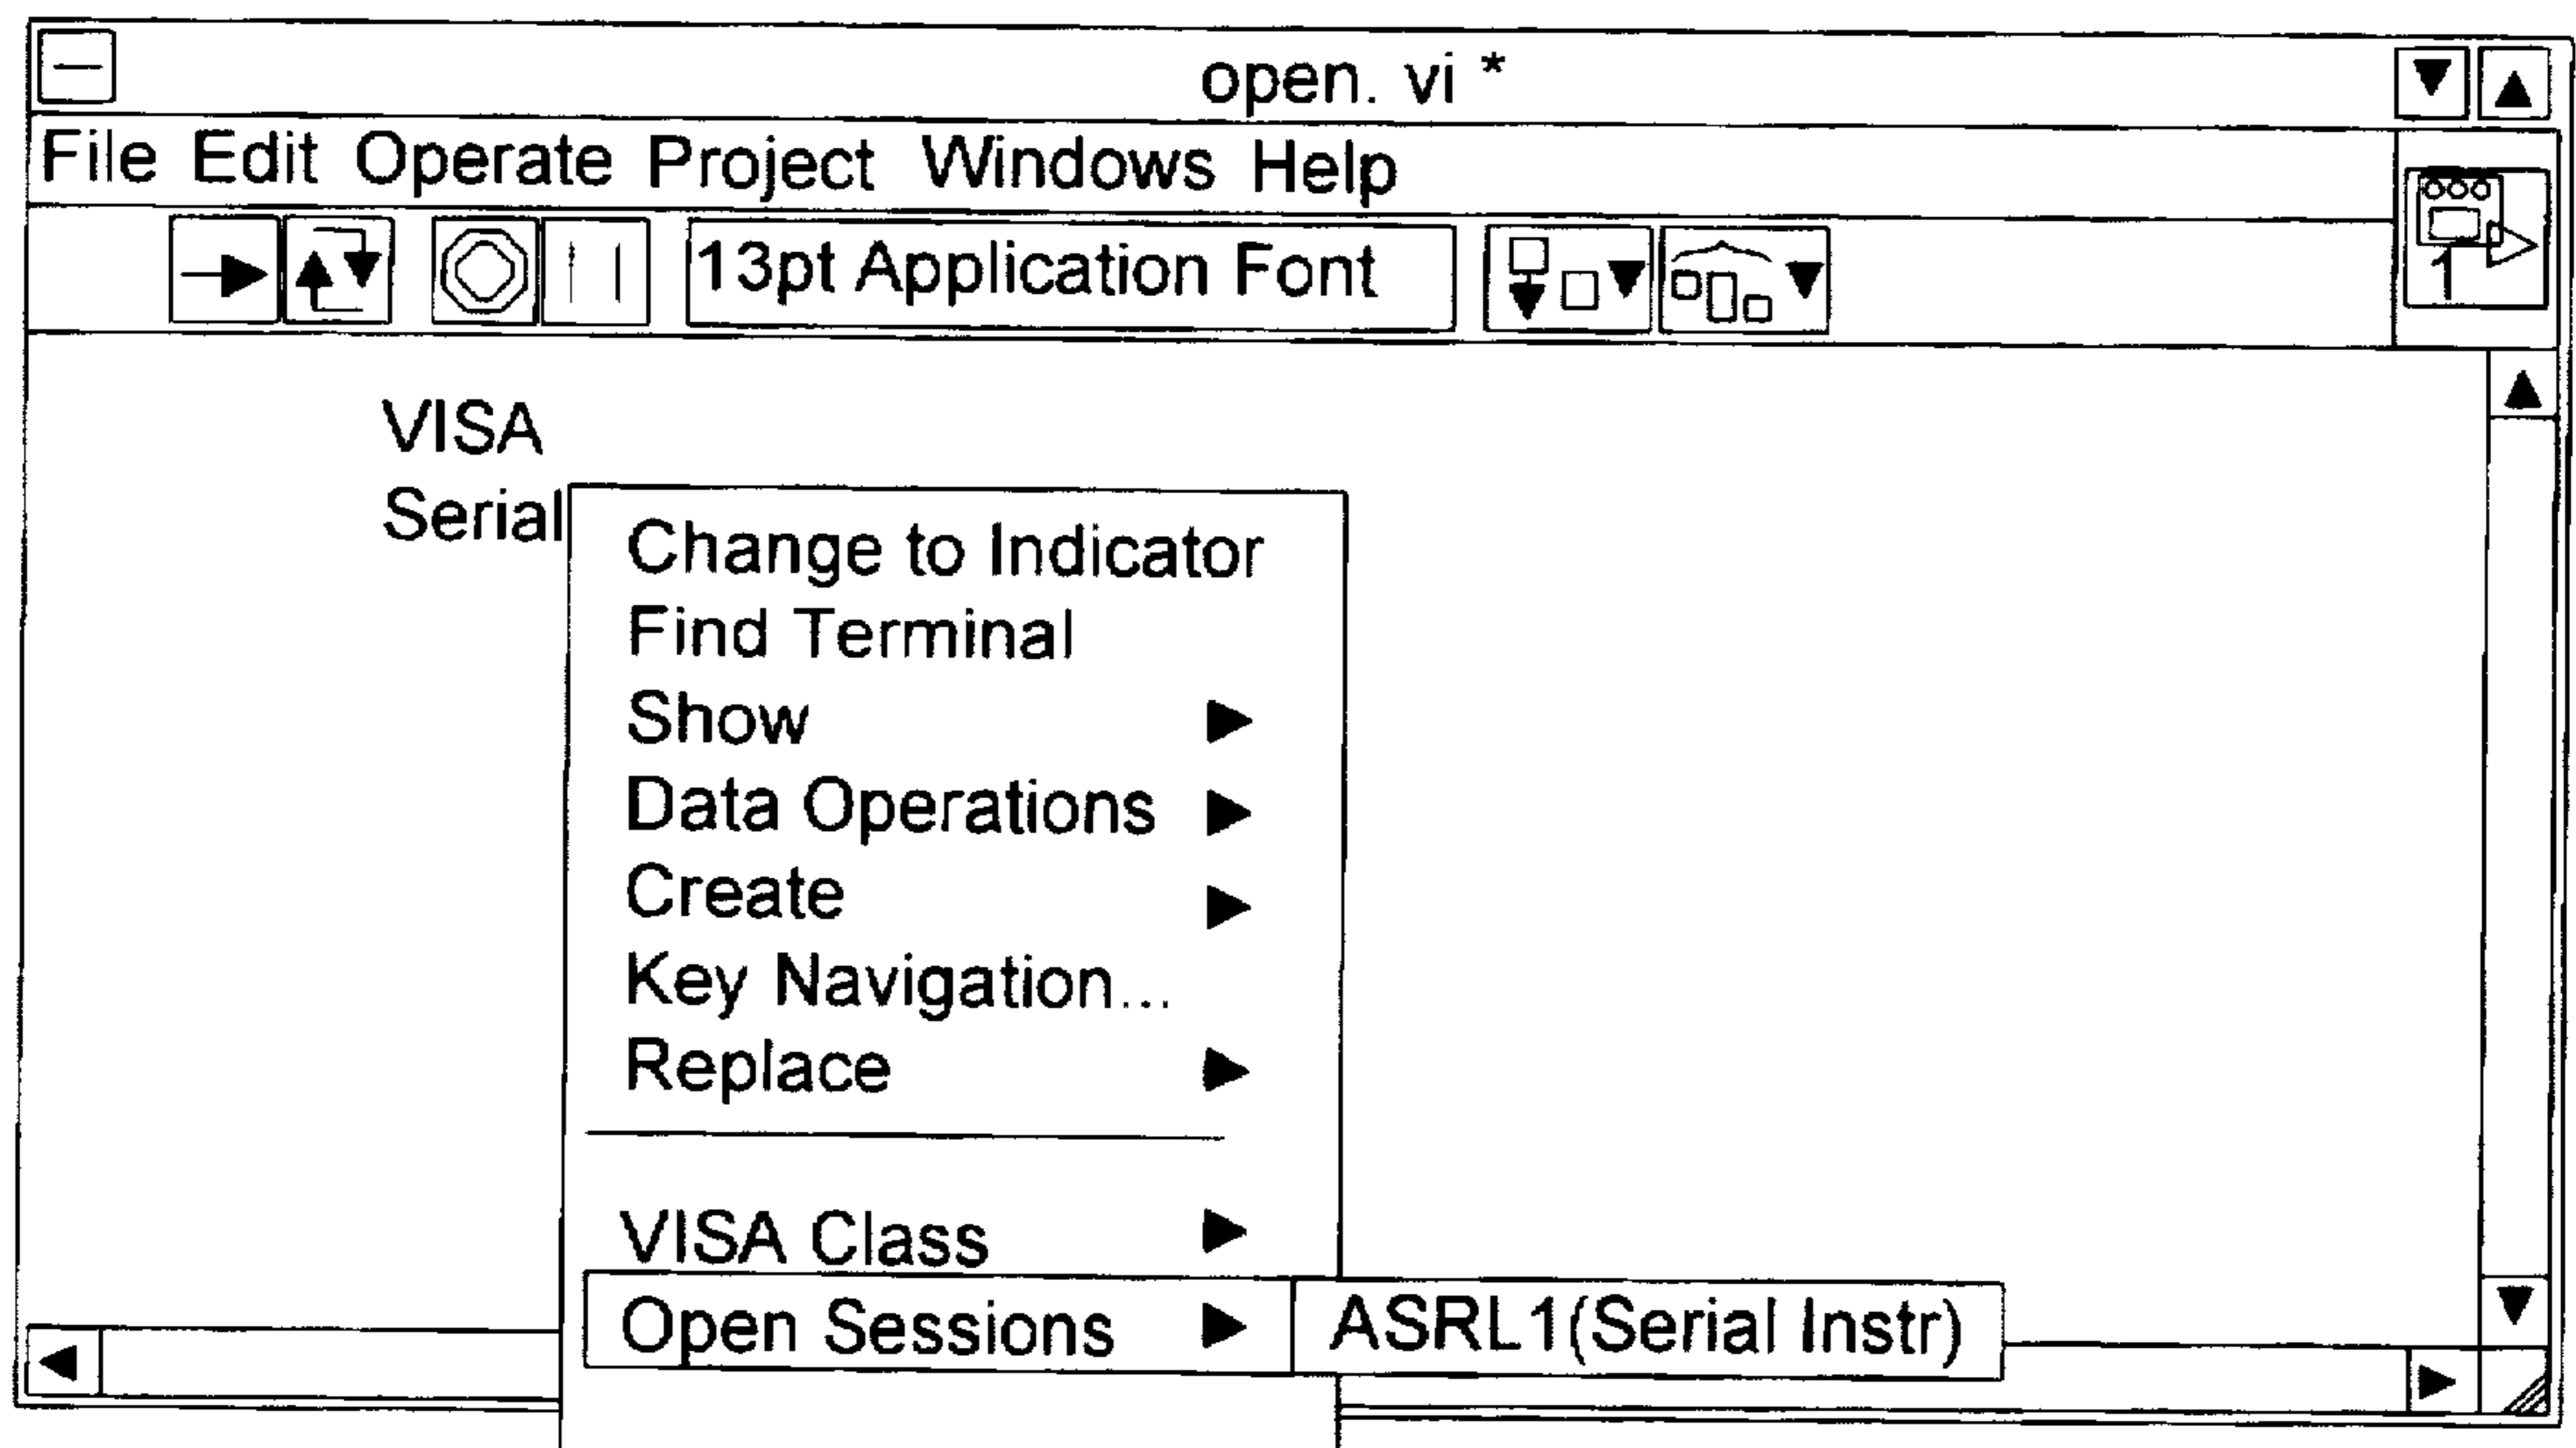 open. vi *
File Edit Operate Project Windows Help
13pt Application Font
1
VISA
Serial
Change to Indicator
Find Terminal
Show
Data Operations
Create
Key Navigation...
Replace
VISA Class
Open Sessions ASRL1(Serial Instr)